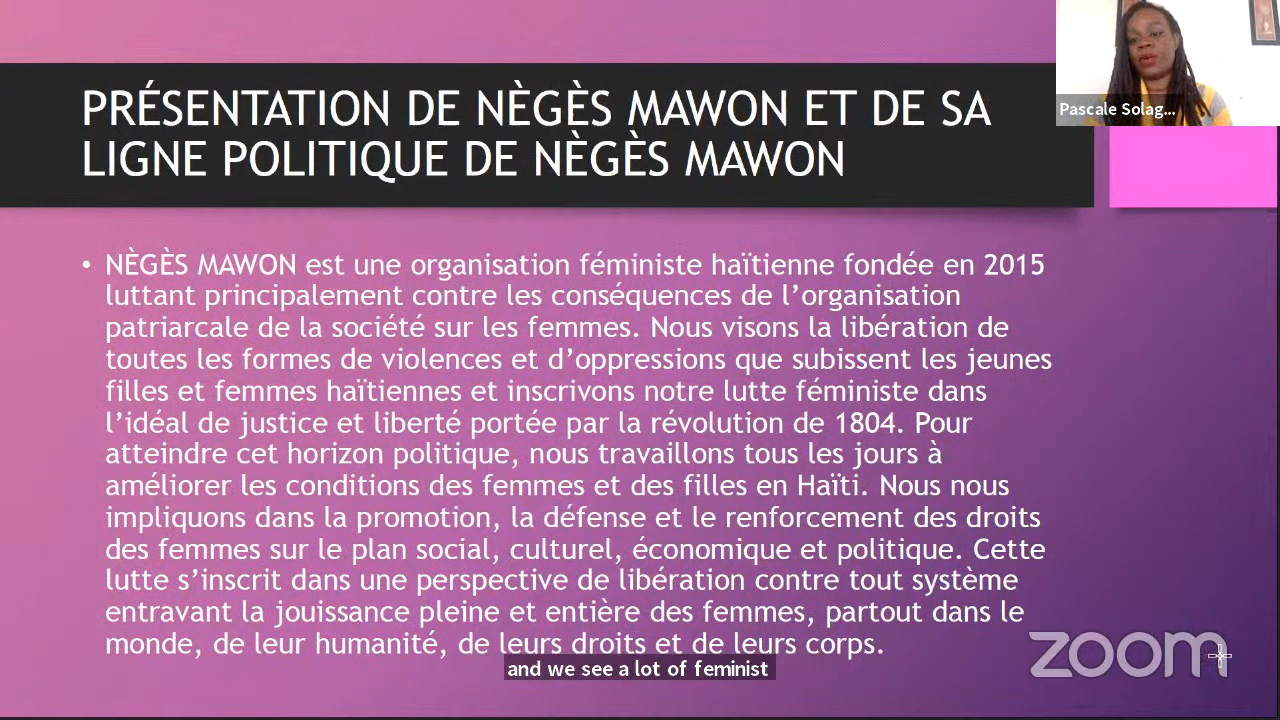 PRÉSENTATION DE NÈGÈS MAWON ET DE SA
LIGNE POLITIQUE DE NÈGÈS MAWON
Pascale Solag...
• NÈGÈS MAWON est une organisation féministe haïtienne fondée en 2015
luttant principalement contre les conséquences de l’organisation
patriarcale de la société sur les femmes. Nous visons la libération de
toutes les formes de violences et d’oppressions que subissent les jeunes
filles et femmes haïtiennes et inscrivons notre lutte féministe dans
l’idéal de justice et liberté portée par la révolution de 1804. Pour
atteindre cet horizon politique, nous travaillons tous les jours à
améliorer les conditions des femmes et des filles en Haïti. Nous nous
impliquons dans la promotion, la défense et le renforcement des droits
des femmes sur le plan social, culturel, économique et politique. Cette
lutte s’inscrit dans une perspective de libération contre tout système
entravant la jouissance pleine et entière des femmes, partout dans le
monde, de leur humanité, de leurs droits et de leurs corps.
and we see a lot of feminist
zoom